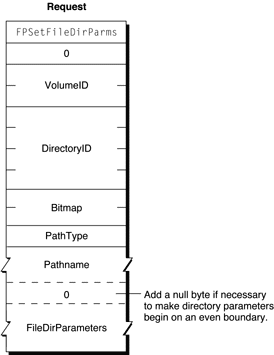 Request
FPSetFileDirParms
0
VolumeID
DirectoryID
Bitmap
PathType
Pathname
0
Add a null byte if necessary
to make directory parameters
begin on an even boundary.
FileDirParameters